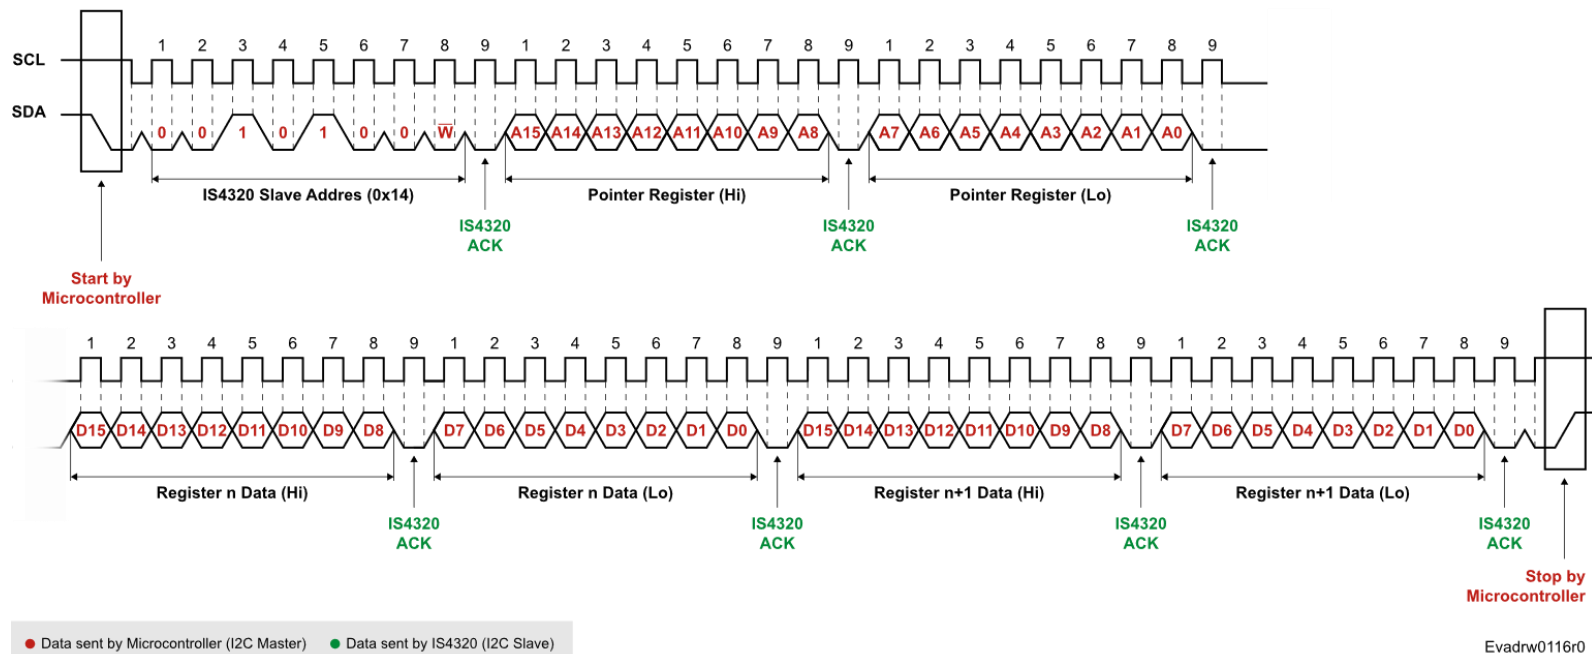 1 2 3 4 5 6 7 8 9 1 2 3 4 5 6 7 8 9 1 2 3 4 5 6 7 8 9
SCL
SDA
0 0 1 0 1 0 0 W̅ A15 A14 A13 A12 A11 A10 A9 A8 A7 A6 A5 A4 A3 A2 A1 A0
IS4320 Slave Addres (0x14) Pointer Register (Hi) Pointer Register (Lo)
IS4320 IS4320 IS4320
ACK ACK ACK
Start by
Microcontroller
1 2 3 4 5 6 7 8 9 1 2 3 4 5 6 7 8 9 1 2 3 4 5 6 7 8 9 1 2 3 4 5 6 7 8 9
D15 D14 D13 D12 D11 D10 D9 D8 D7 D6 D5 D4 D3 D2 D1 D0 D15 D14 D13 D12 D11 D10 D9 D8 D7 D6 D5 D4 D3 D2 D1 D0
Register n Data (Hi) Register n Data (Lo) Register n+1 Data (Hi) Register n+1 Data (Lo)
IS4320 IS4320 IS4320 IS4320
ACK ACK ACK ACK
Stop by
Microcontroller
Data sent by Microcontroller (I2C Master) Data sent by IS4320 (I2C Slave)
Evadrw0116r0